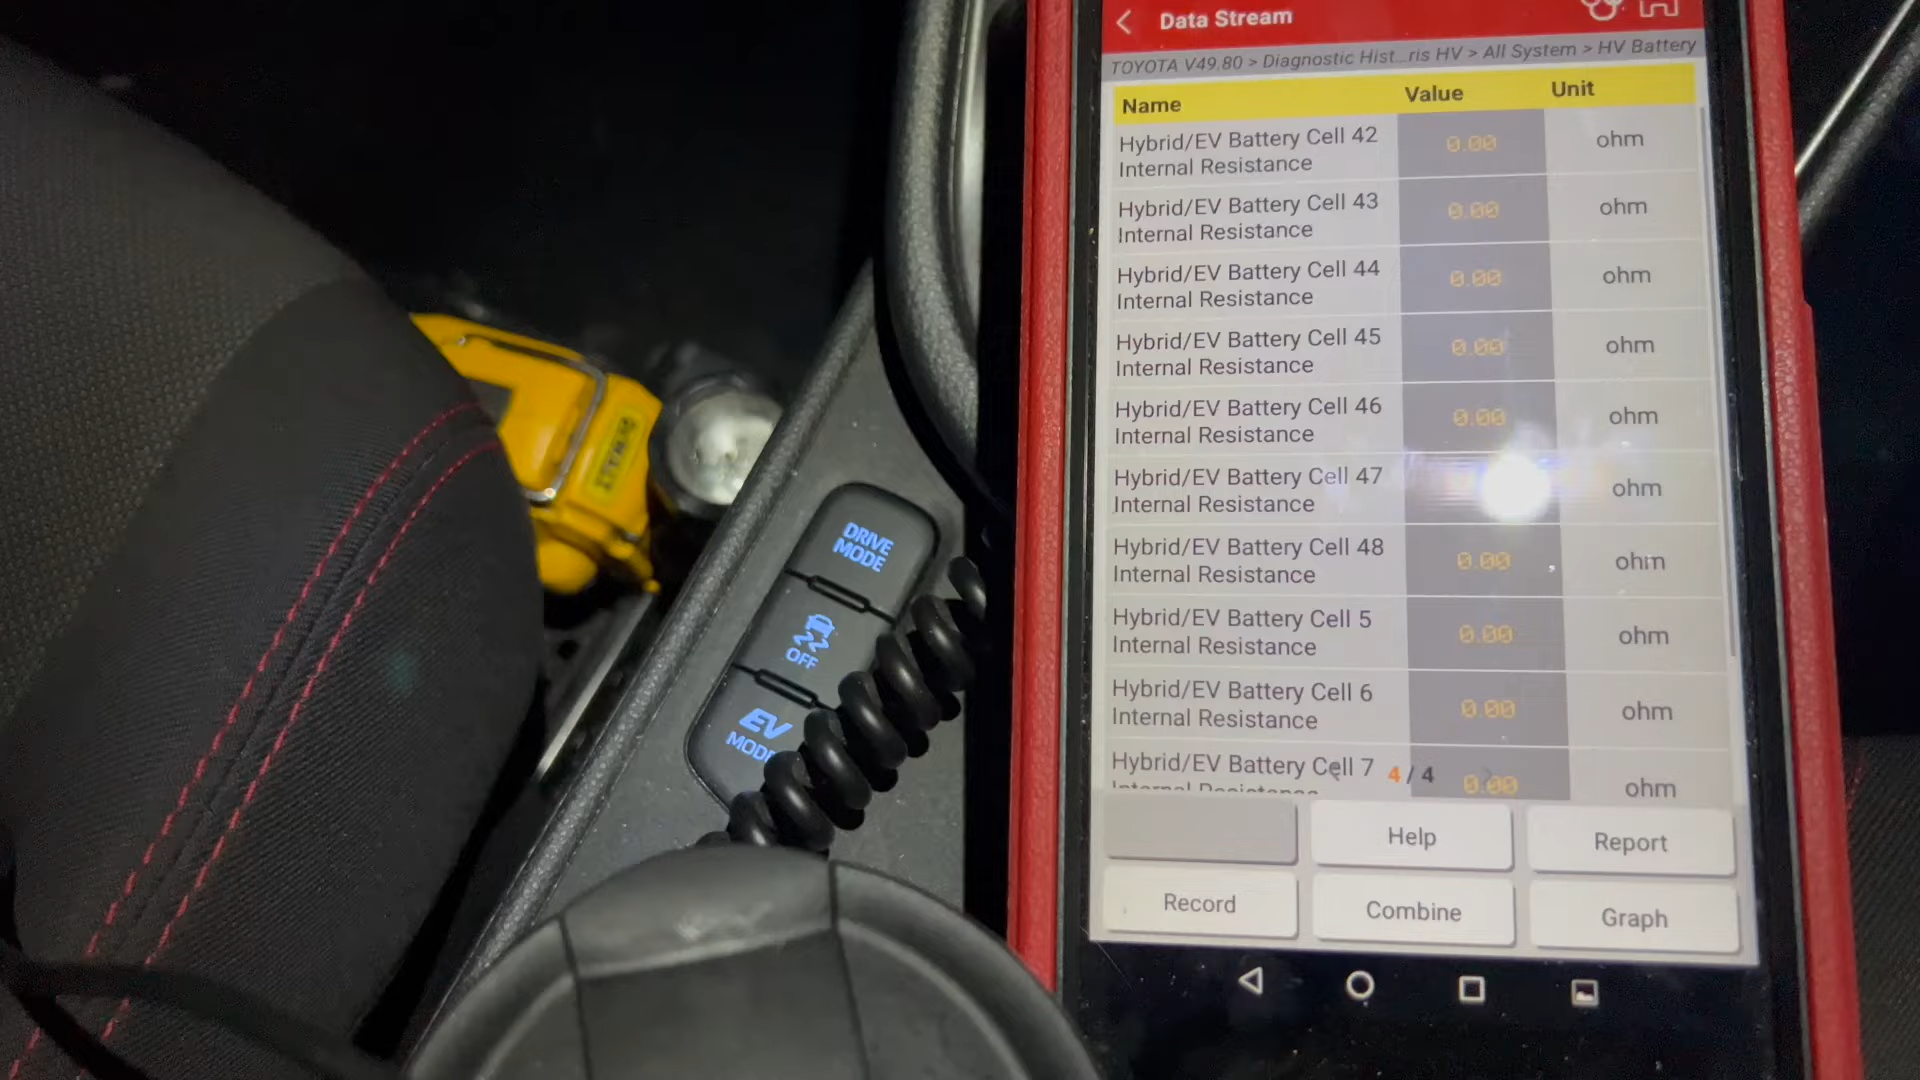 Data Stream
TOYOTA V49.80 > Diagnostic Hist...ris HV > All System > HV Battery
Name Value Unit
Hybrid/EV Battery Cell 42
Internal Resistance
0.00 ohm
Hybrid/EV Battery Cell 43
Internal Resistance
0.00 ohm
Hybrid/EV Battery Cell 44
Internal Resistance
0.00 ohm
Hybrid/EV Battery Cell 45
Internal Resistance
0.00 ohm
Hybrid/EV Battery Cell 46
Internal Resistance
0.00 ohm
Hybrid/EV Battery Cell 47
Internal Resistance
ohm
Hybrid/EV Battery Cell 48
Internal Resistance
0.00 ohm
Hybrid/EV Battery Cell 5
Internal Resistance
0.00 ohm
Hybrid/EV Battery Cell 6
Internal Resistance
0.00 ohm
Hybrid/EV Battery Cell 7
0.00 ohm
4 / 4
Help
Report
Record
Combine
Graph
DRIVE
MODE
OFF
EV
MODE
DEWALT